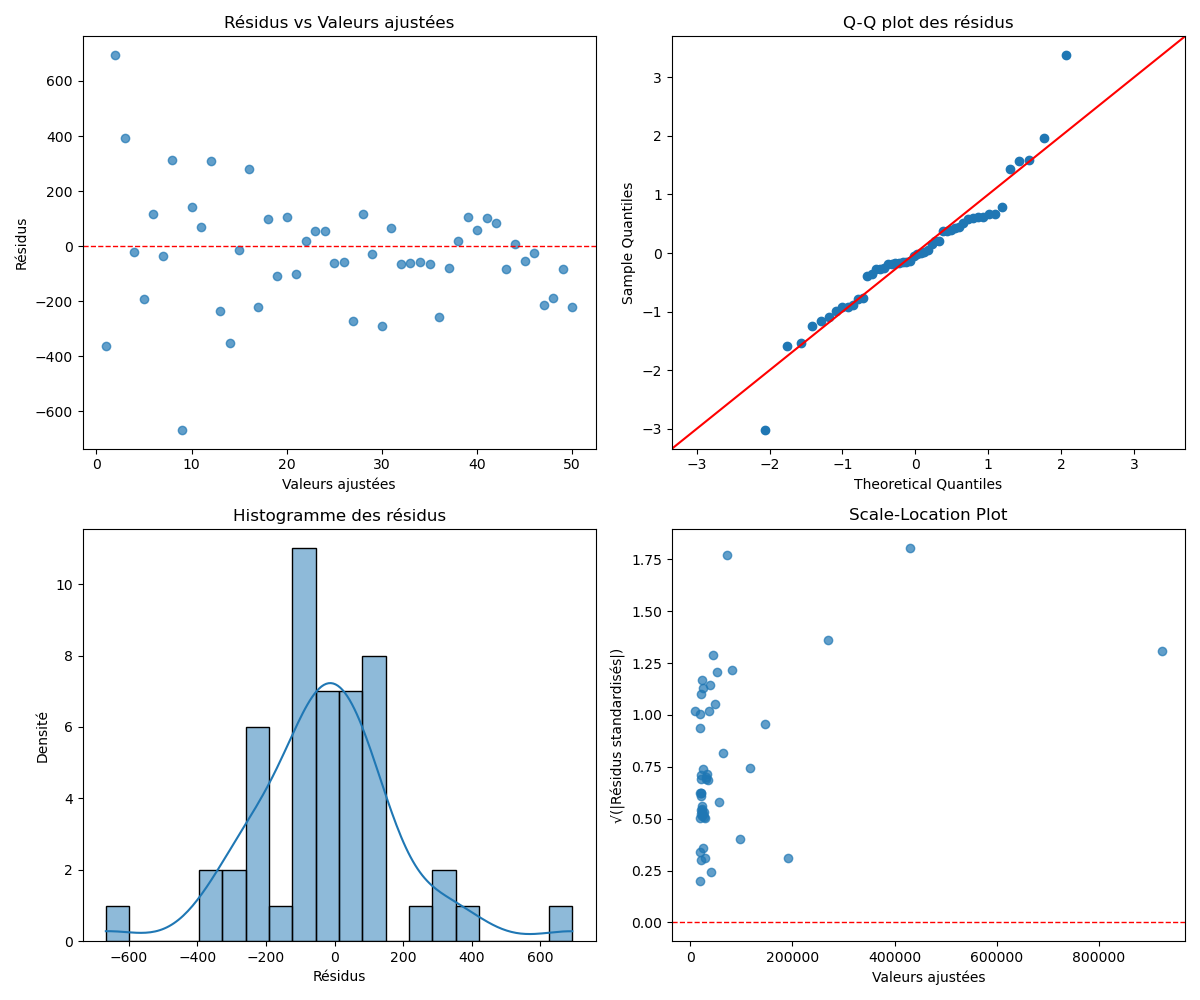 Résidus vs Valeurs ajustées
600
400
200
0
−200
−400
−600
Résidus
0 10 20 30 40 50
Valeurs ajustées
Q-Q plot des résidus
3
2
1
0
−1
−2
−3
Sample Quantiles
−3 −2 −1 0 1 2 3
Theoretical Quantiles
Histogramme des résidus
10
8
6
4
2
0
Densité
−600 −400 −200 0 200 400 600
Résidus
Scale-Location Plot
1.75
1.50
1.25
1.00
0.75
0.50
0.25
0.00
√(|Résidus standardisés|)
0 200000 400000 600000 800000
Valeurs ajustées